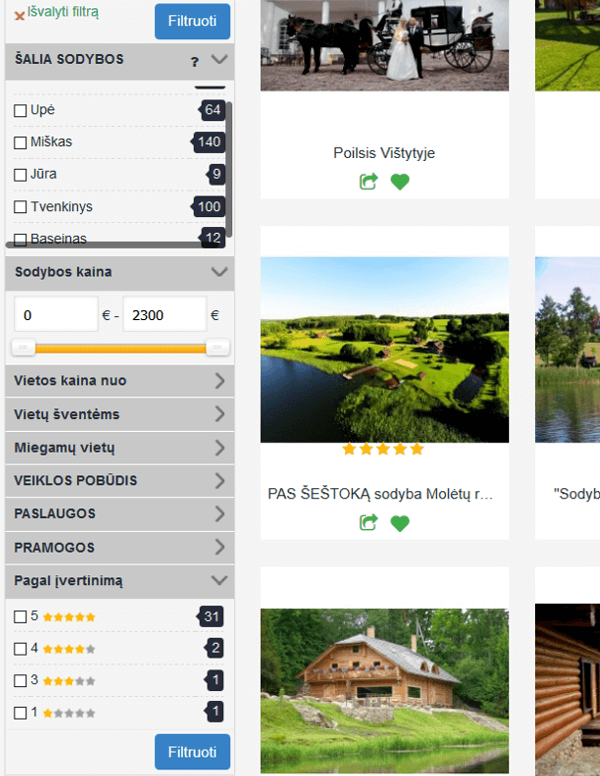 Išvalyti filtrą
Filtruoti
ŠALIA SODYBOS ?
Upė 64
Miškas 140
Jūra 9
Tvenkinys 100
Baseinas 12
Sodybos kaina
0 € - 2300 €
Vietos kaina nuo
Vietų šventėms
Miegamų vietų
VEIKLOS POBŪDIS
PASLAUGOS
PRAMOGOS
Pagal įvertinimą
5 31
4 2
3 1
1 1
Filtruoti
Poilsis Vištytyje
PAS ŠEŠTOKĄ sodyba Molėtų r...
"Sodyb